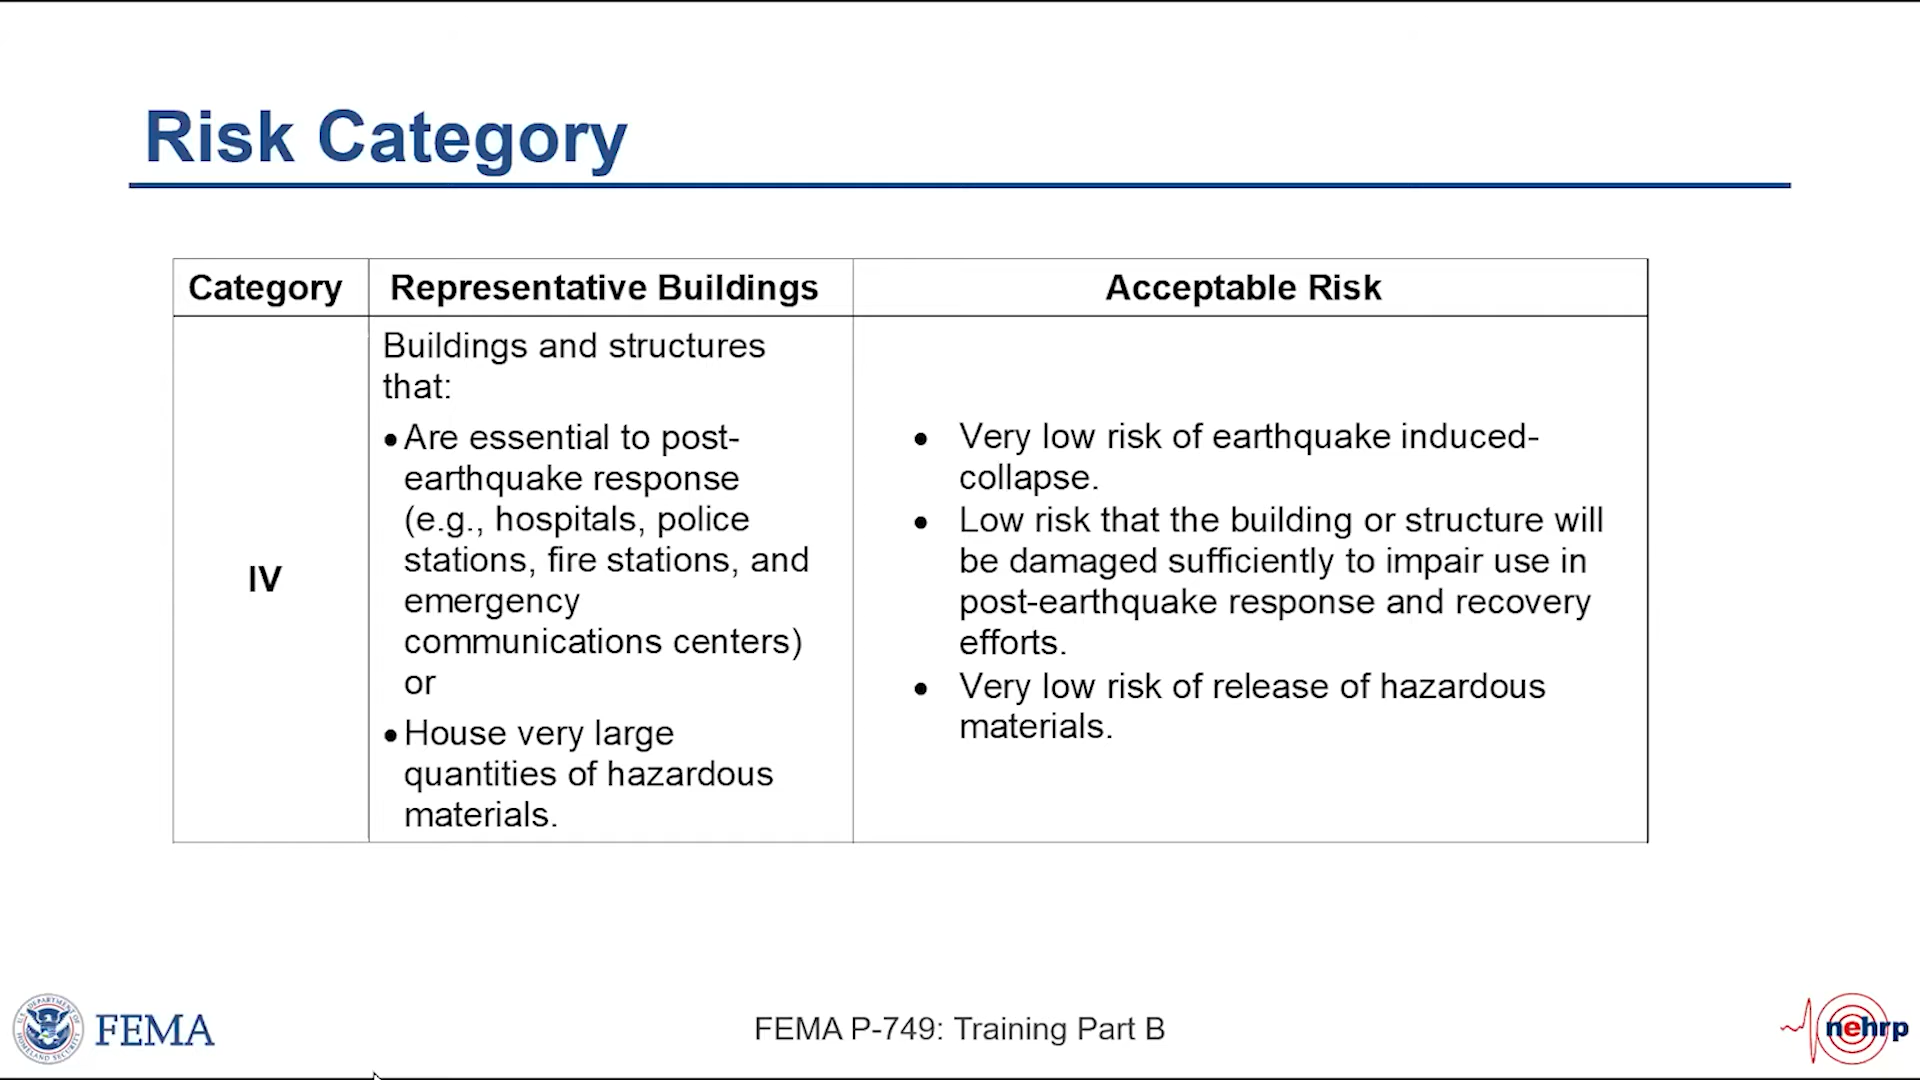 Risk Category
Category
Representative Buildings
Acceptable Risk
IV
Buildings and structures
that:
• Are essential to post-
earthquake response
(e.g., hospitals, police
stations, fire stations, and
emergency
communications centers)
or
• House very large
quantities of hazardous
materials.
• Very low risk of earthquake induced-
collapse.
• Low risk that the building or structure will
be damaged sufficiently to impair use in
post-earthquake response and recovery
efforts.
• Very low risk of release of hazardous
materials.
FEMA
FEMA P-749: Training Part B
nehrp